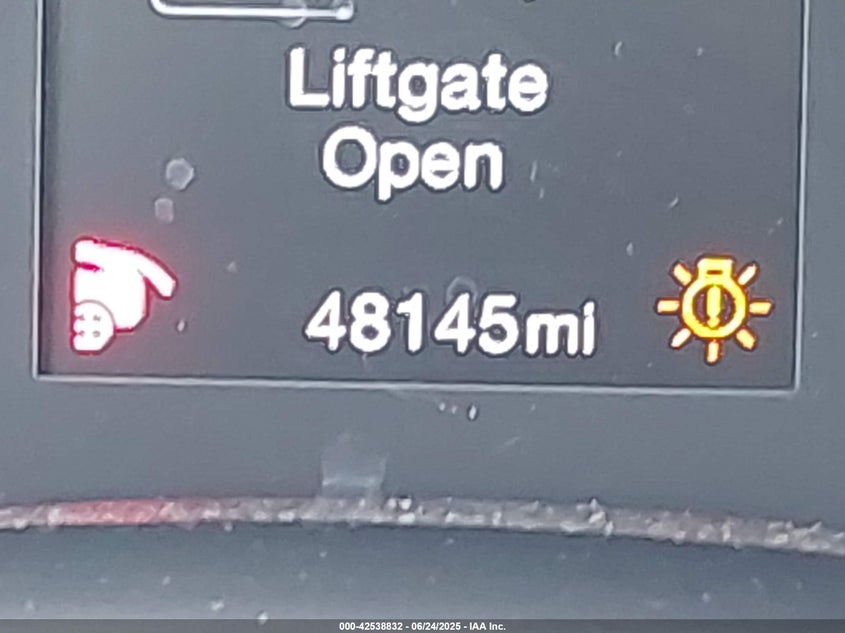 Liftgate
Open
48145mi
000-42538832 - 06/24/2025 - IAA Inc.